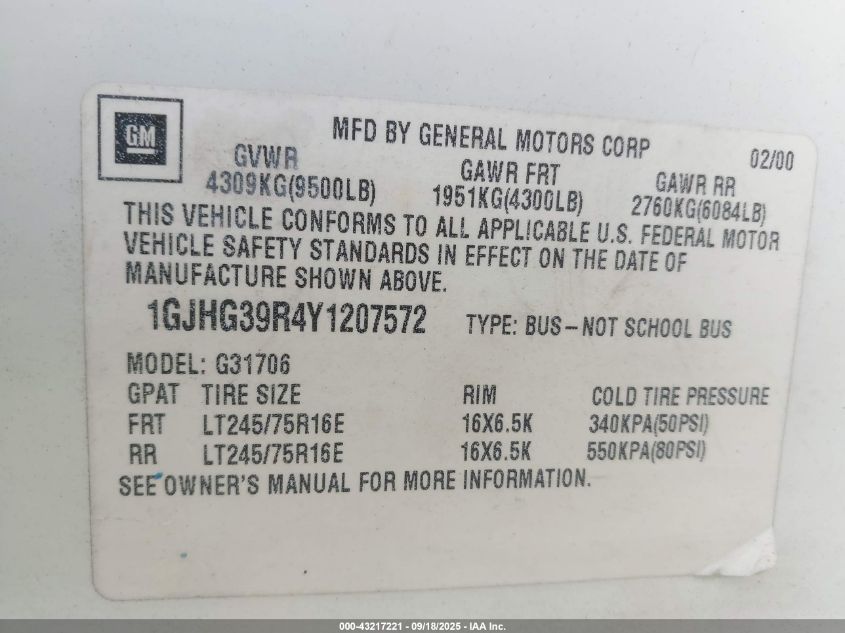 GM
MFD BY GENERAL MOTORS CORP 02/00
GVWR GAWR FRT GAWR RR
4309KG(9500LB) 1951KG(4300LB) 2760KG(6084LB)
THIS VEHICLE CONFORMS TO ALL APPLICABLE U.S. FEDERAL MOTOR
VEHICLE SAFETY STANDARDS IN EFFECT ON THE DATE OF
MANUFACTURE SHOWN ABOVE.
1GJHG39R4Y1207572 TYPE: BUS–NOT SCHOOL BUS
MODEL: G31706
GPAT TIRE SIZE RIM COLD TIRE PRESSURE
FRT LT245/75R16E 16X6.5K 340KPA(50PSI)
RR LT245/75R16E 16X6.5K 550KPA(80PSI)
SEE OWNER'S MANUAL FOR MORE INFORMATION.
000-43217221 - 09/18/2025 - IAA Inc.